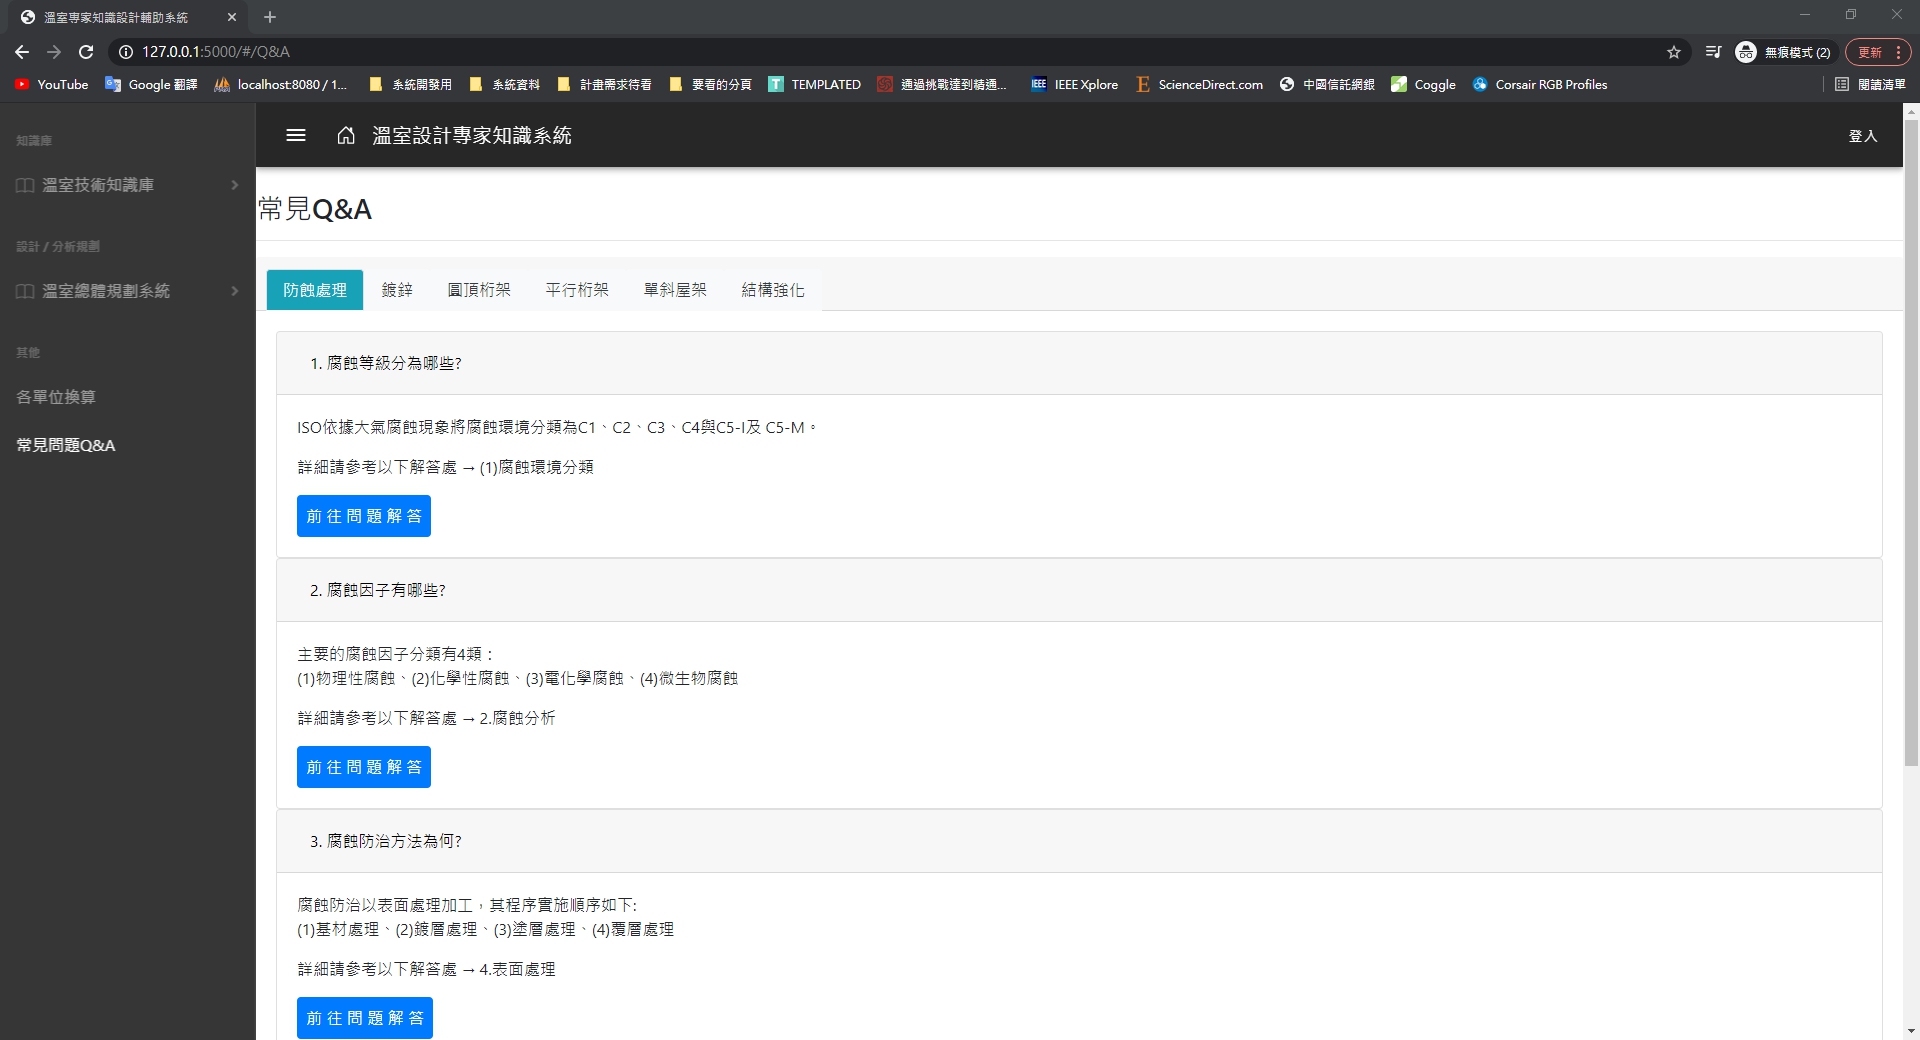 溫室專家知識設計輔助系統
127.0.0.1:5000/#/Q&A
無痕模式 (2)
更新
YouTube
Google 翻譯
localhost:8080 / 1...
系統開發用
系統資料
計畫需求待看
要看的分頁
TEMPLATED
通過挑戰達到精通...
IEEE Xplore
ScienceDirect.com
中國信託網銀
Coggle
Corsair RGB Profiles
閱讀清單
知識庫
溫室技術知識庫
設計 / 分析規劃
溫室總體規劃系統
其他
各單位換算
常見問題Q&A
溫室設計專家知識系統
登入
常見Q&A
防蝕處理
鍍鋅
圓頂桁架
平行桁架
單斜屋架
結構強化
1. 腐蝕等級分為哪些?
ISO依據大氣腐蝕現象將腐蝕環境分類為C1、C2、C3、C4與C5-I及 C5-M。
詳細請參考以下解答處 → (1)腐蝕環境分類
前往問題解答
2. 腐蝕因子有哪些?
主要的腐蝕因子分類有4類：
(1)物理性腐蝕、(2)化學性腐蝕、(3)電化學腐蝕、(4)微生物腐蝕
詳細請參考以下解答處 → 2.腐蝕分析
前往問題解答
3. 腐蝕防治方法為何?
腐蝕防治以表面處理加工，其程序實施順序如下:
(1)基材處理、(2)鍍層處理、(3)塗層處理、(4)覆層處理
詳細請參考以下解答處 → 4.表面處理
前往問題解答